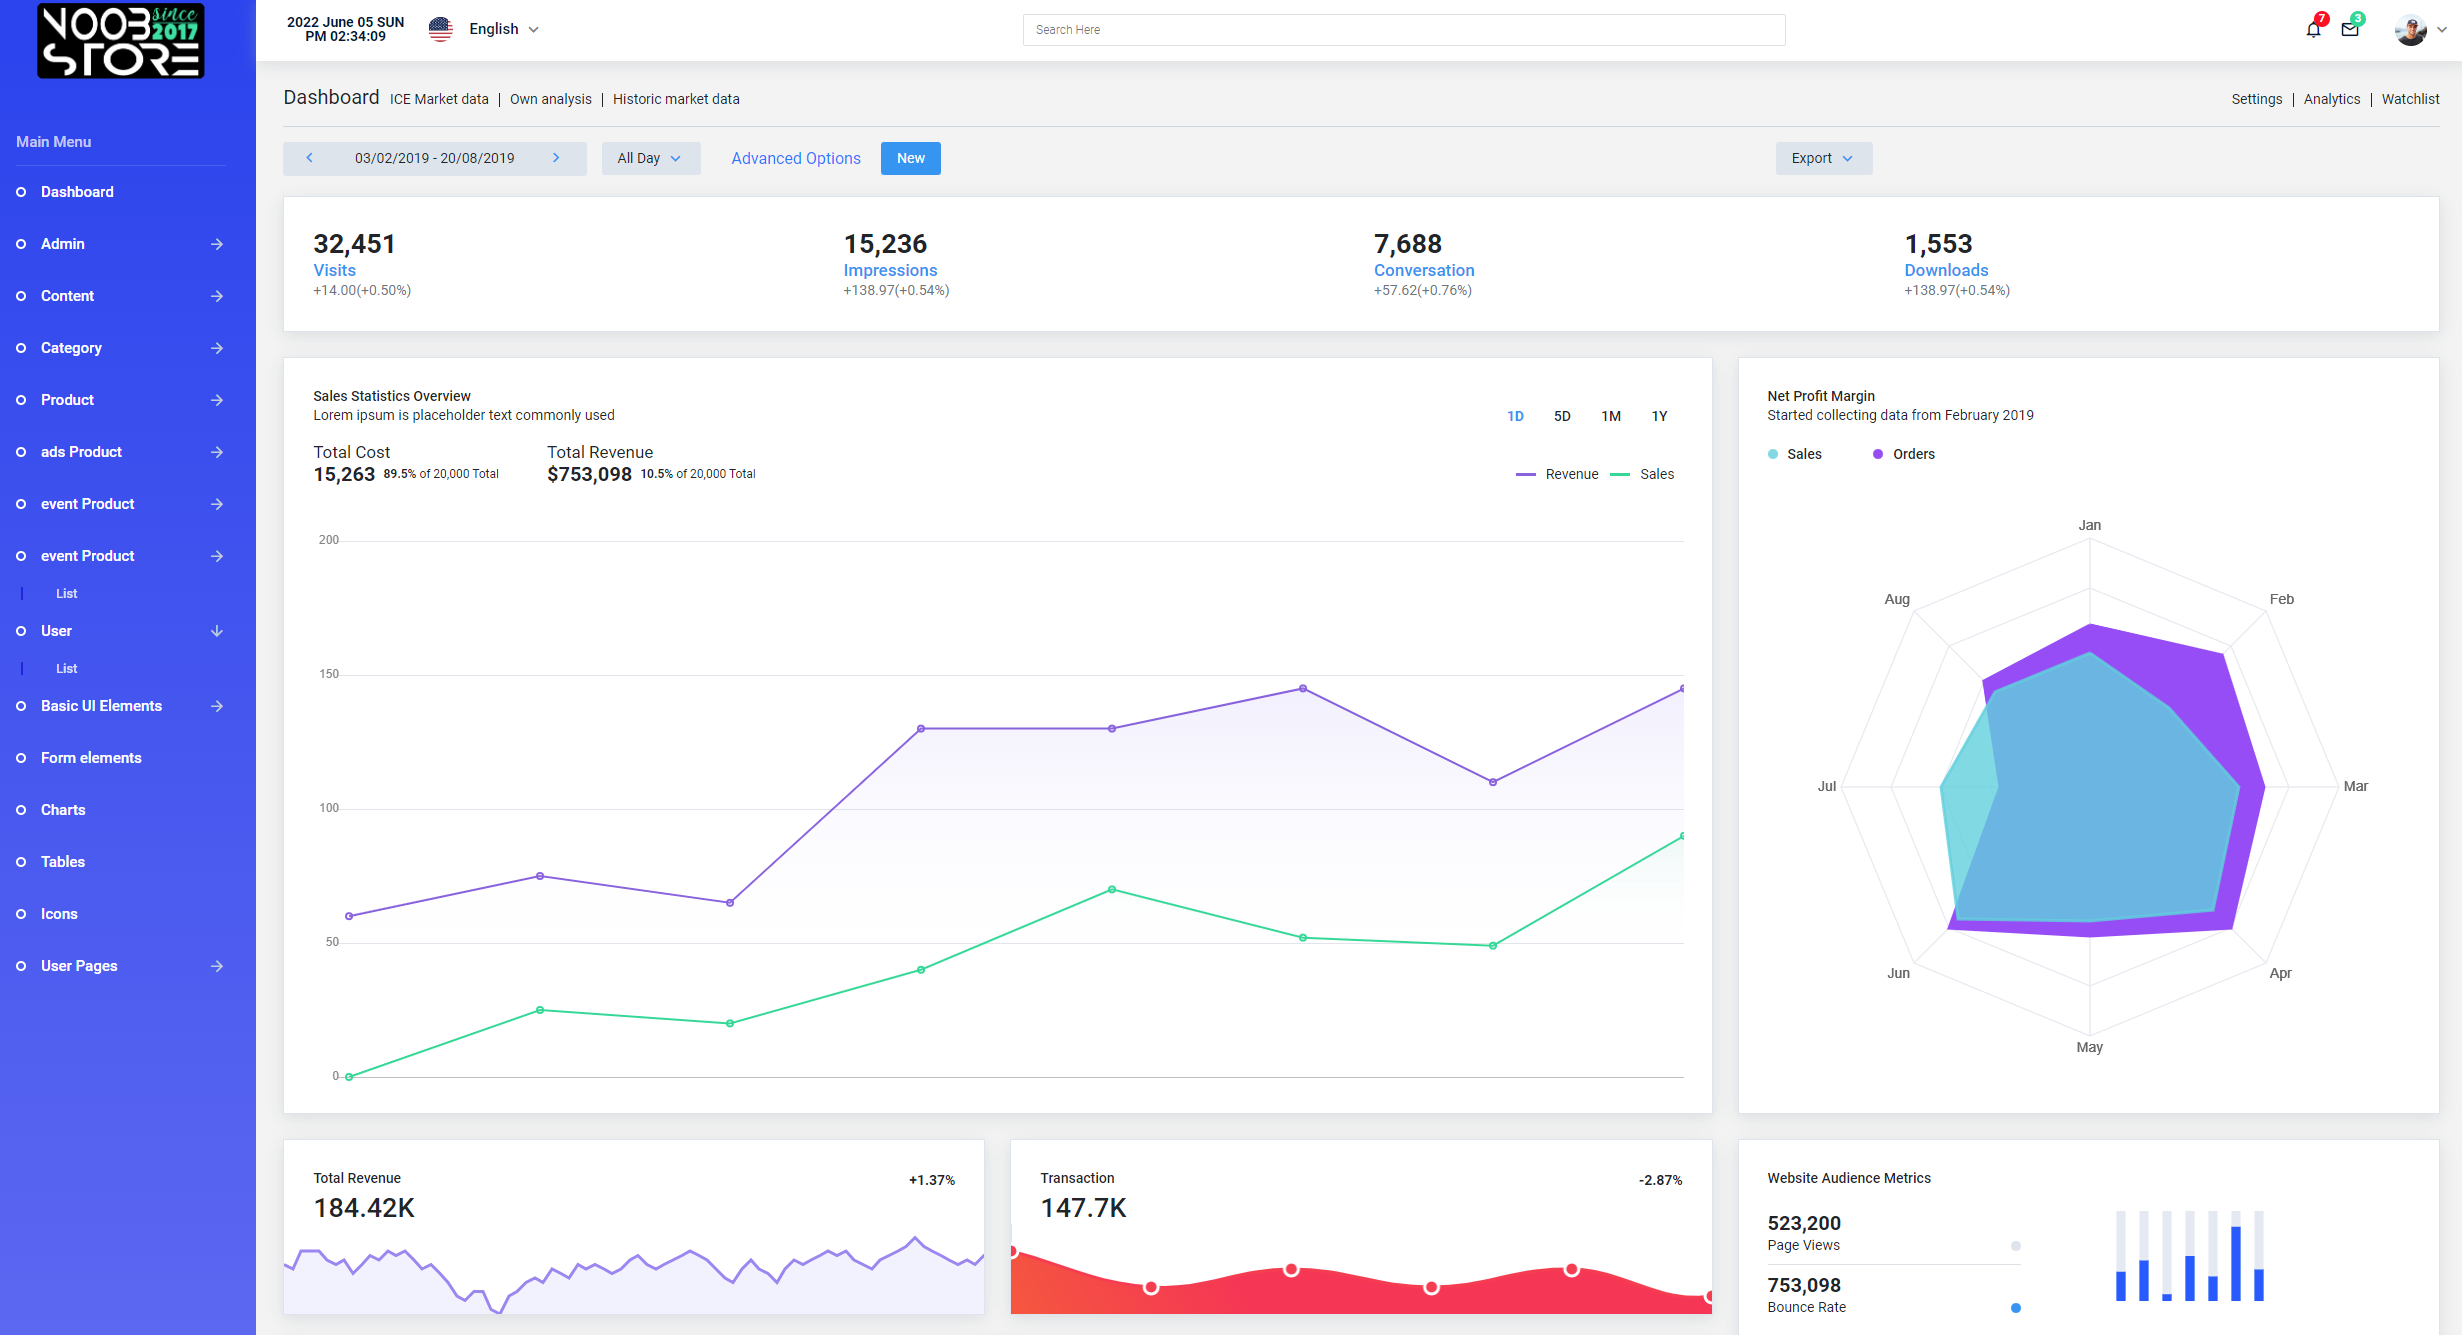 NOOB since
2017
STORE
2022 June 05 SUN
PM 02:34:09
English
Search Here
7
3
Main Menu
Dashboard
Admin
Content
Category
Product
ads Product
event Product
event Product
List
User
List
Basic UI Elements
Form elements
Charts
Tables
Icons
User Pages
Dashboard ICE Market data | Own analysis | Historic market data
Settings | Analytics | Watchlist
03/02/2019 - 20/08/2019
All Day
Advanced Options
New
Export
32,451
Visits
+14.00(+0.50%)
15,236
Impressions
+138.97(+0.54%)
7,688
Conversation
+57.62(+0.76%)
1,553
Downloads
+138.97(+0.54%)
Sales Statistics Overview
Lorem ipsum is placeholder text commonly used
1D 5D 1M 1Y
Total Cost
15,263 89.5% of 20,000 Total
Total Revenue
$753,098 10.5% of 20,000 Total
Revenue Sales
200
150
100
50
0
Net Profit Margin
Started collecting data from February 2019
Sales Orders
Jan
Feb
Mar
Apr
May
Jun
Jul
Aug
Total Revenue
184.42K
+1.37%
Transaction
147.7K
-2.87%
Website Audience Metrics
523,200
Page Views
753,098
Bounce Rate